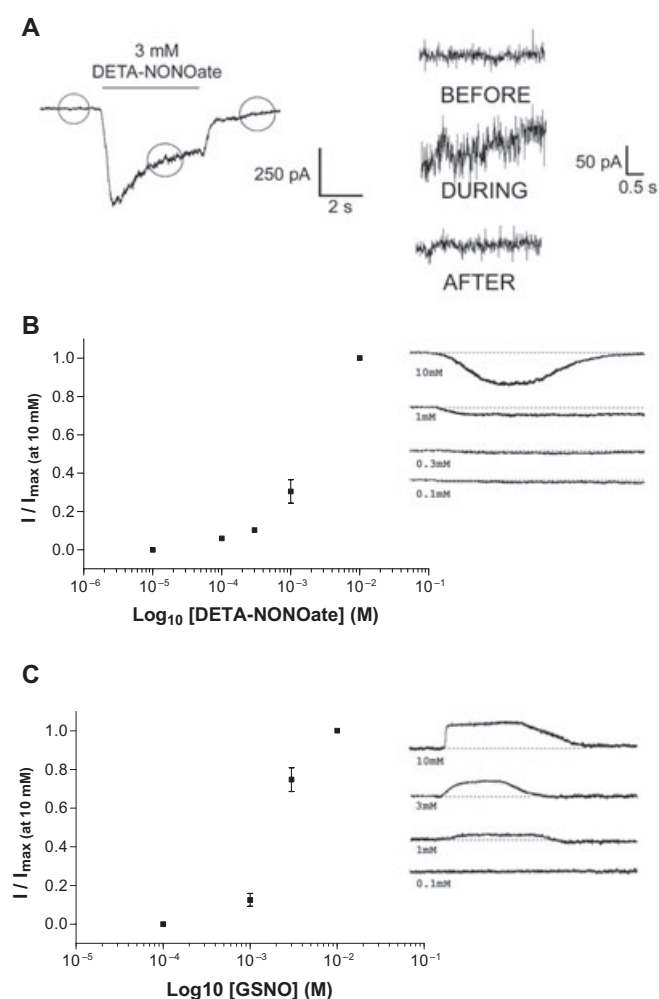 A
3 mM
DETA-NONOate
250 pA
2 s
BEFORE
DURING
AFTER
50 pA
0.5 s
B
I / Imax (at 10 mM)
1.0
0.8
0.6
0.4
0.2
0.0
10⁻⁶ 10⁻⁵ 10⁻⁴ 10⁻³ 10⁻² 10⁻¹
Log₁₀ [DETA-NONOate] (M)
10mM
1mM
0.3mM
0.1mM
C
I / Imax (at 10 mM)
1.0
0.8
0.6
0.4
0.2
0.0
10⁻⁵ 10⁻⁴ 10⁻³ 10⁻² 10⁻¹
Log10 [GSNO] (M)
10mM
3mM
1mM
0.1mM